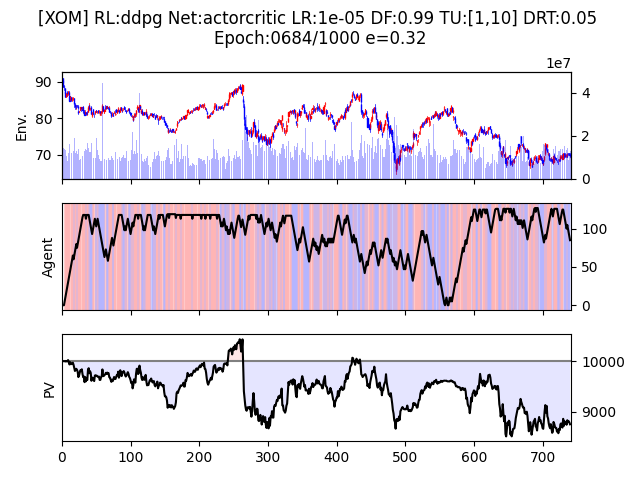 [XOM] RL:ddpg Net:actorcritic LR:1e-05 DF:0.99 TU:[1,10] DRT:0.05
Epoch:0684/1000 e=0.32
1e7
90
80
70
Env.
4
2
0
Agent
100
50
0
PV
10000
9000
0 100 200 300 400 500 600 700